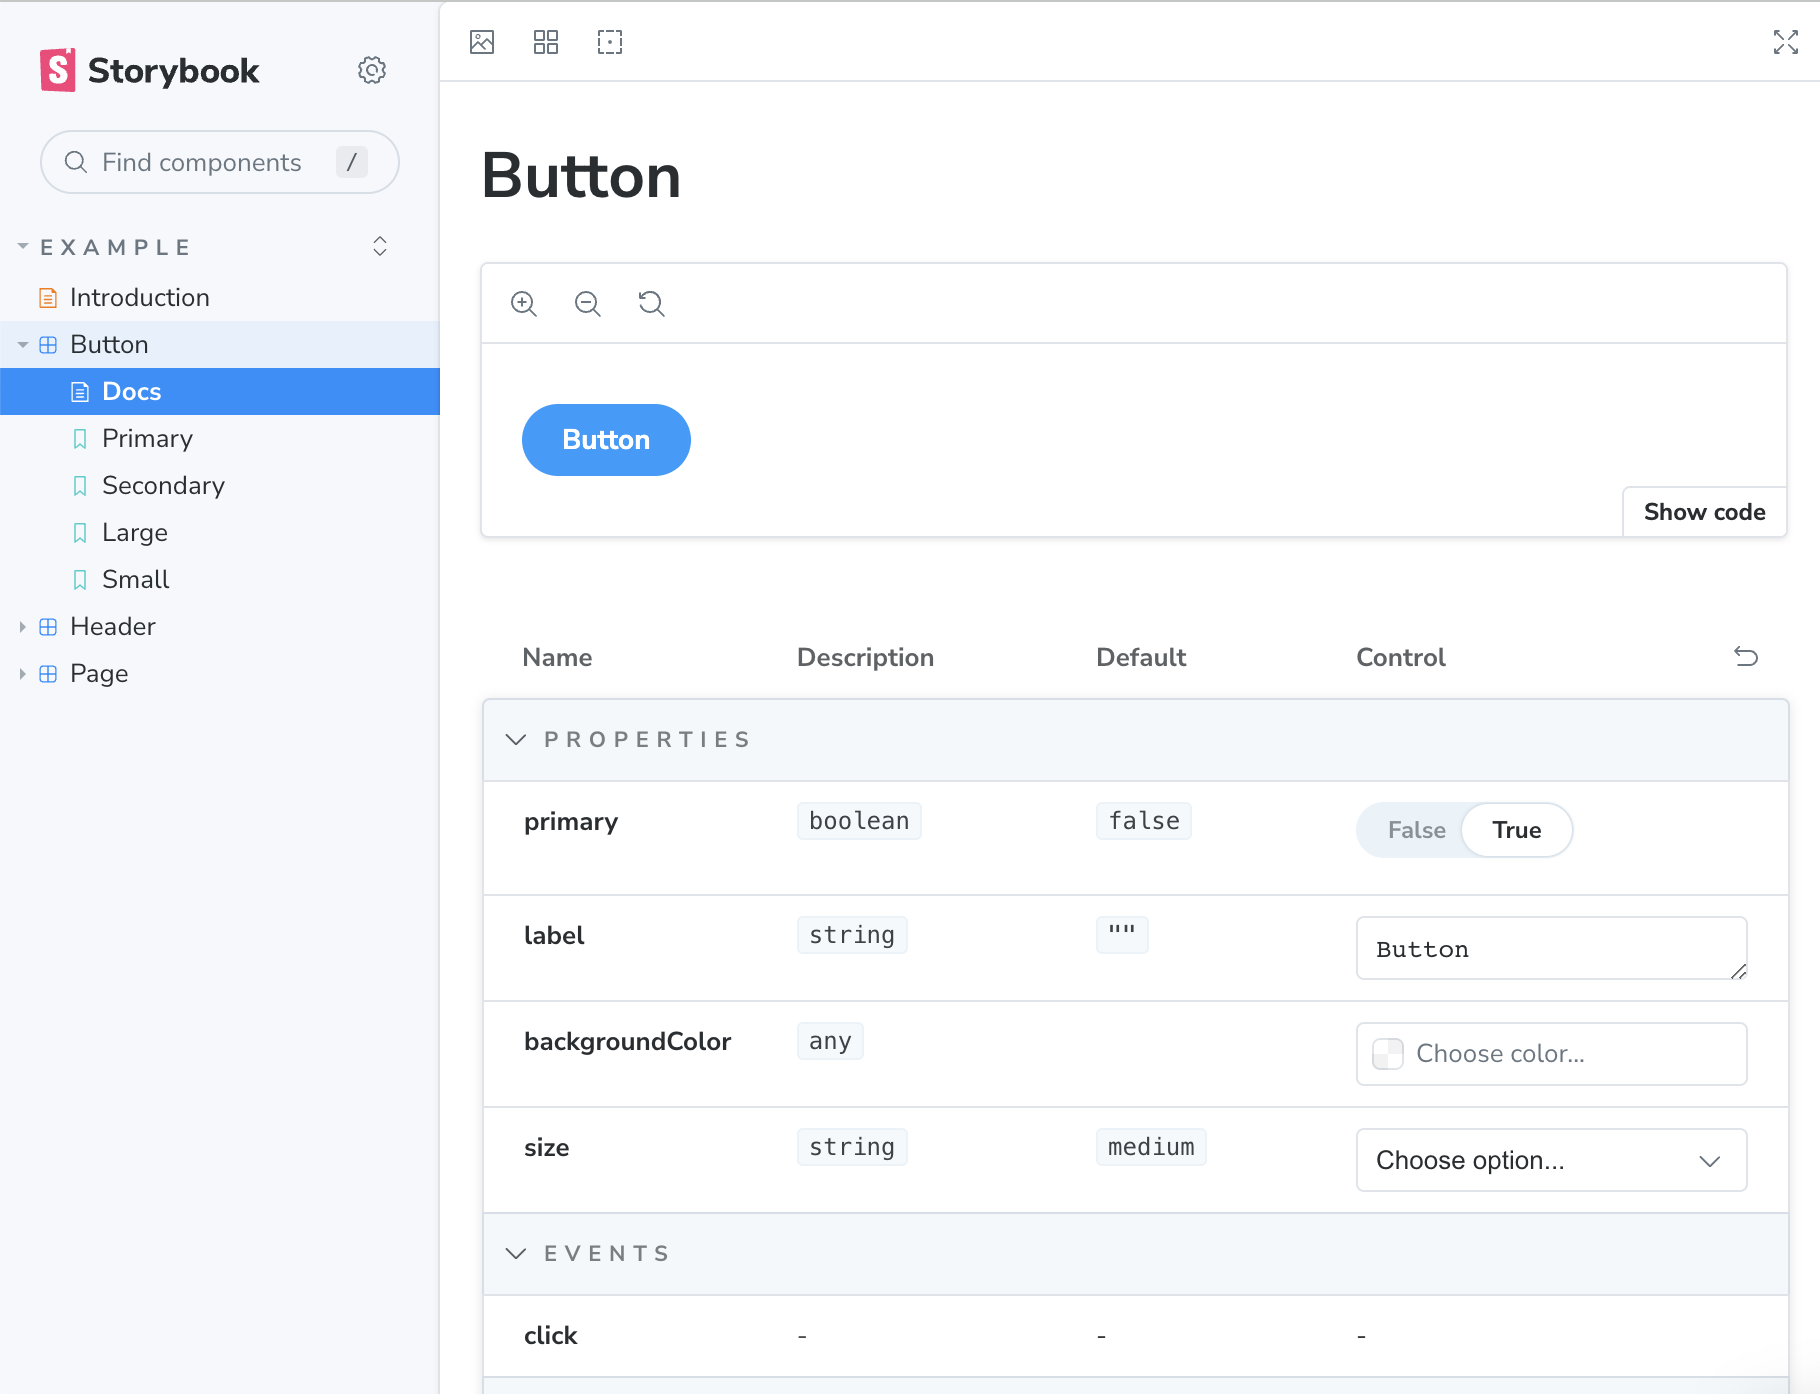 Storybook
Find components /
EXAMPLE
Introduction
Button
Docs
Primary
Secondary
Large
Small
Header
Page
Button
Button
Show code
Name Description Default Control
PROPERTIES
primary boolean false False True
label string "" Button
backgroundColor any Choose color...
size string medium Choose option...
EVENTS
click - - -